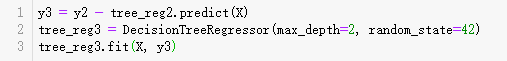 1 y3 = y2 - tree_reg2.predict(X)
2 tree_reg3 = DecisionTreeRegressor(max_depth=2, random_state=42)
3 tree_reg3.fit(X, y3)